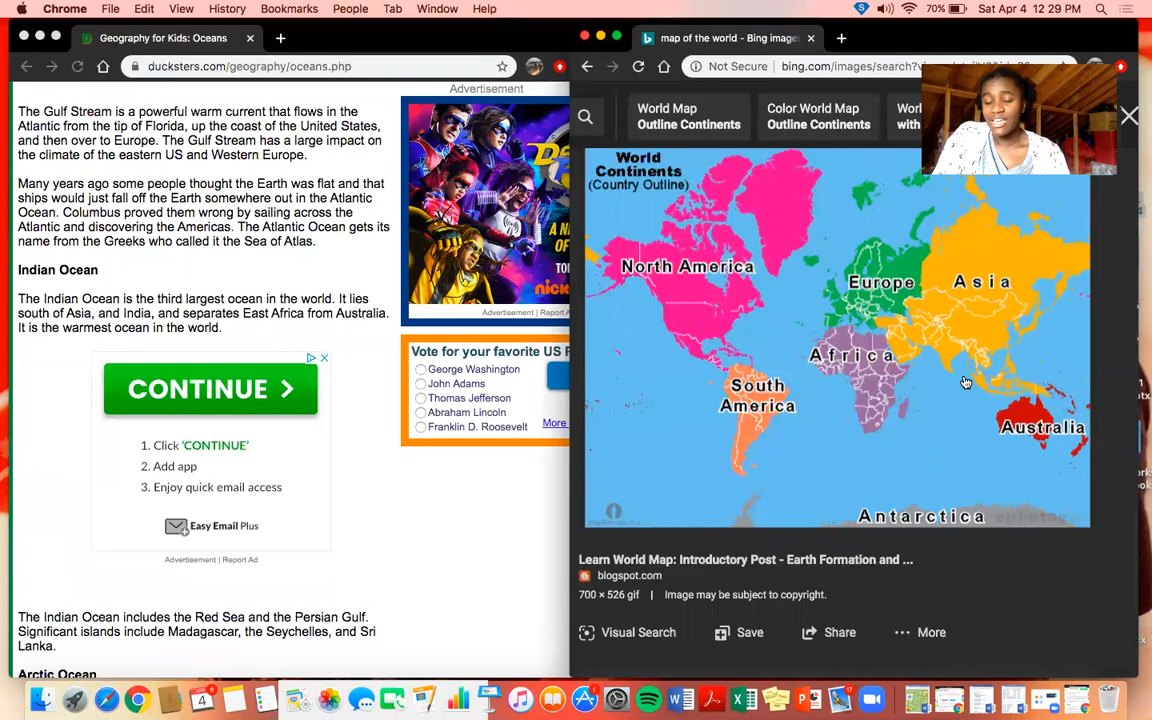 Chrome File Edit View History Bookmarks People Tab Window Help
70% Sat Apr 4 12:29 PM
Geography for Kids: Oceans
ducksters.com/geography/oceans.php
The Gulf Stream is a powerful warm current that flows in the
Atlantic from the tip of Florida, up the coast of the United States,
and then over to Europe. The Gulf Stream has a large impact on
the climate of the eastern US and Western Europe.
Many years ago some people thought the Earth was flat and that
ships would just fall off the Earth somewhere out in the Atlantic
Ocean. Columbus proved them wrong by sailing across the
Atlantic and discovering the Americas. The Atlantic Ocean gets its
name from the Greeks who called it the Sea of Atlas.
Indian Ocean
The Indian Ocean is the third largest ocean in the world. It lies
south of Asia, and India, and separates East Africa from Australia.
It is the warmest ocean in the world.
CONTINUE >
1. Click 'CONTINUE'
2. Add app
3. Enjoy quick email access
Easy Email Plus
Advertisement | Report Ad
The Indian Ocean includes the Red Sea and the Persian Gulf.
Significant islands include Madagascar, the Seychelles, and Sri
Lanka.
Arctic Ocean
Advertisement
A N
OF
TO
nick
Advertisement | Report A
Vote for your favorite US
George Washington
John Adams
Thomas Jefferson
Abraham Lincoln
Franklin D. Roosevelt
More
map of the world - Bing image
Not Secure | bing.com/images/search?
World Map
Outline Continents
Color World Map
Outline Continents
Worl
with
World
Continents
(Country Outline)
North America
Europe
Asia
Africa
South
America
Australia
Antarctica
Learn World Map: Introductory Post - Earth Formation and ...
blogspot.com
700 × 526 gif | Image may be subject to copyright.
Visual Search
Save
Share
More